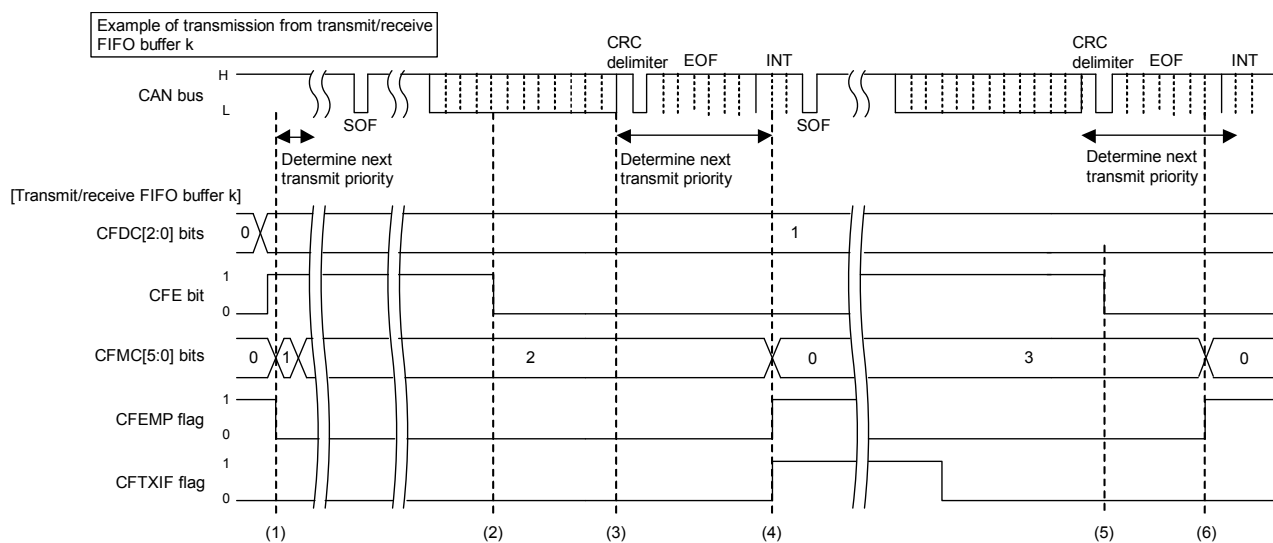 Example of transmission from transmit/receive
FIFO buffer k
CRC
delimiter EOF INT
CRC
delimiter EOF INT
H
CAN bus
L
SOF
SOF
Determine next
transmit priority
Determine next
transmit priority
Determine next
transmit priority
[Transmit/receive FIFO buffer k]
CFDC[2:0] bits 0 1
1
CFE bit
0
CFMC[5:0] bits 0 1 2 0 3 0
1
CFEMP flag
0
1
CFTXIF flag
0
(1) (2) (3) (4) (5) (6)